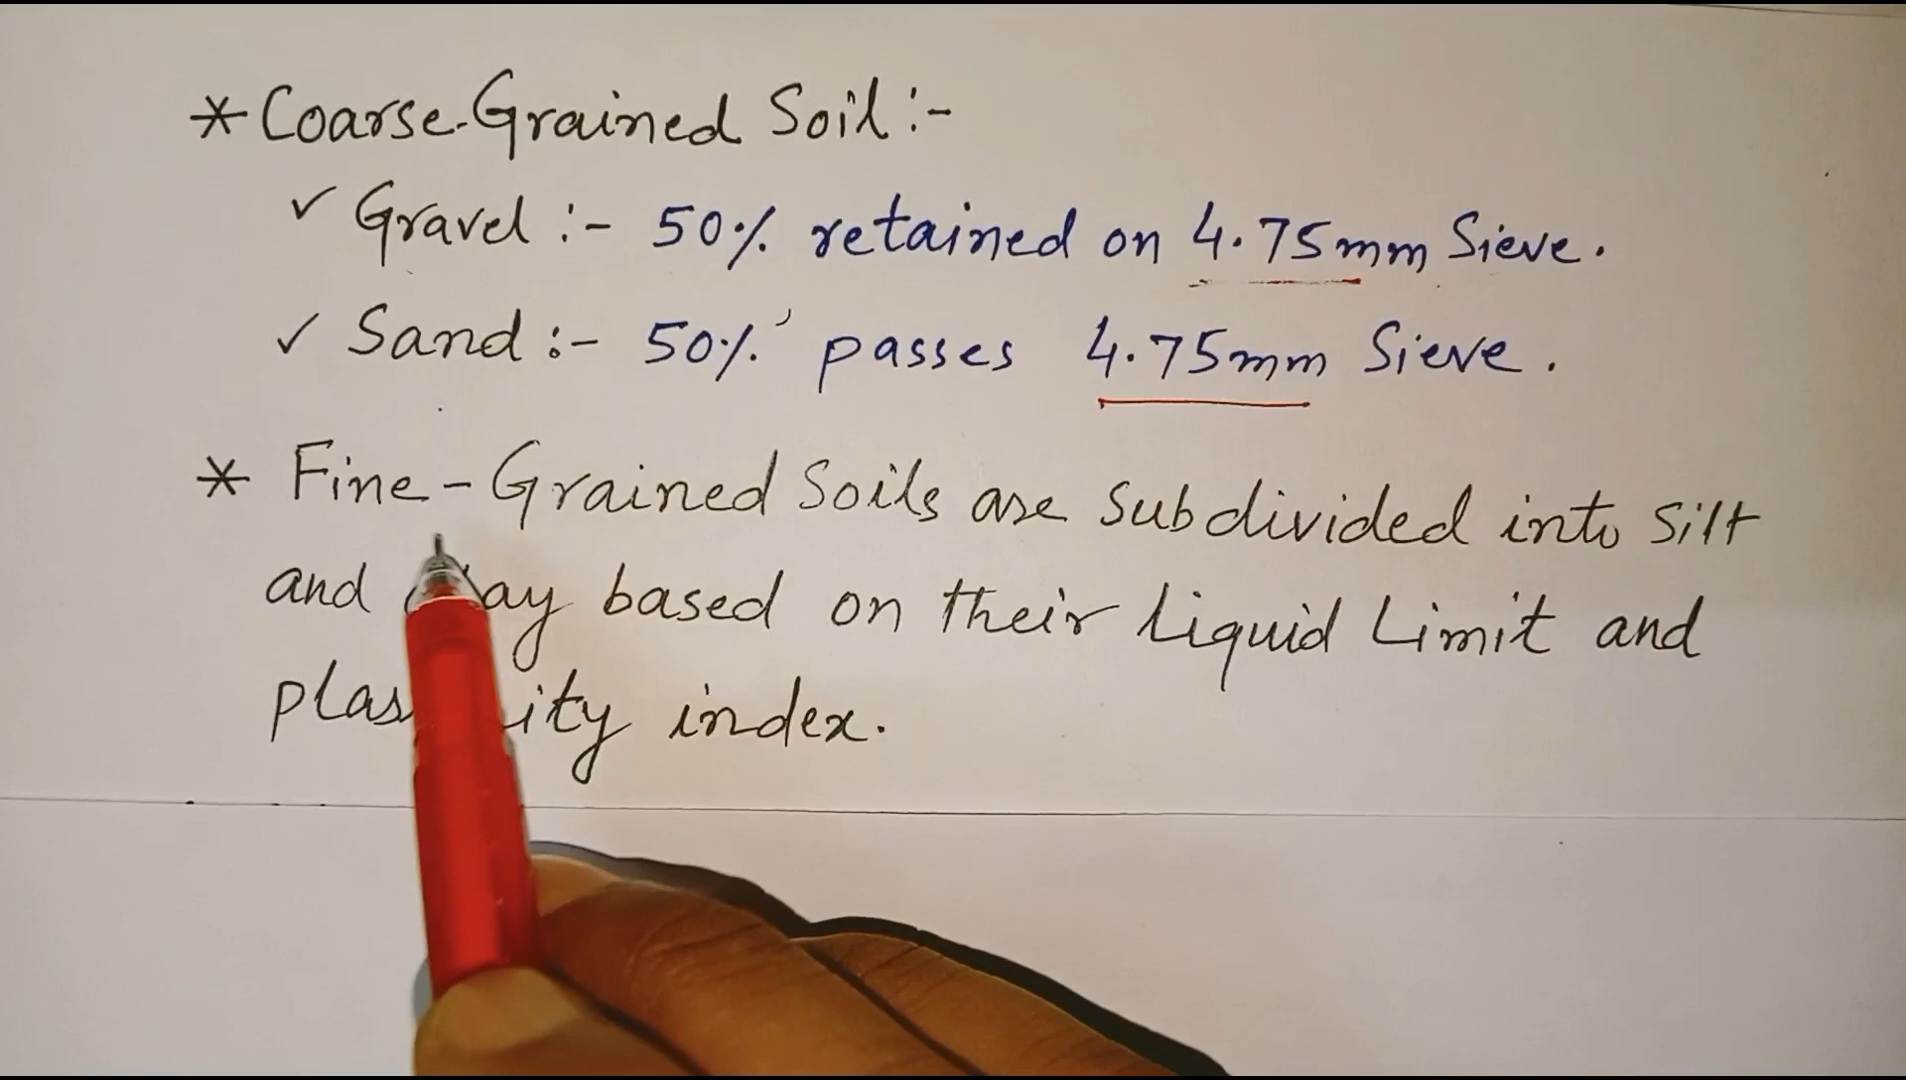 * Coarse-Grained Soil :-
✓ Gravel :- 50% retained on 4.75mm Sieve.
✓ Sand :- 50% passes 4.75mm Sieve.
* Fine-Grained Soils are subdivided into silt
and based on their liquid Limit and
index.